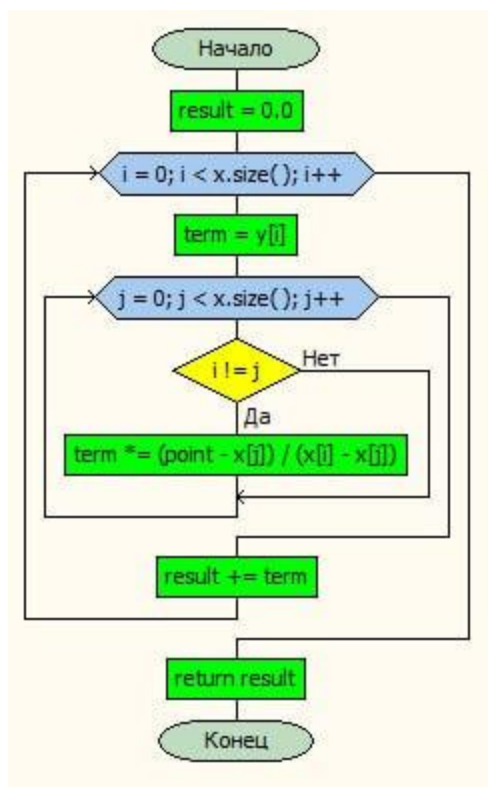 Начало
result = 0.0
i = 0; i < x.size(); i++
term = y[i]
j = 0; j < x.size(); j++
i != j
Нет
Да
term *= (point - x[j]) / (x[i] - x[j])
result += term
return result
Конец